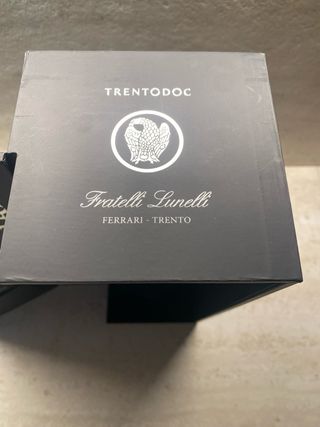 TRENTODOC
Fratelli Lunelli
FERRARI - TRENTO